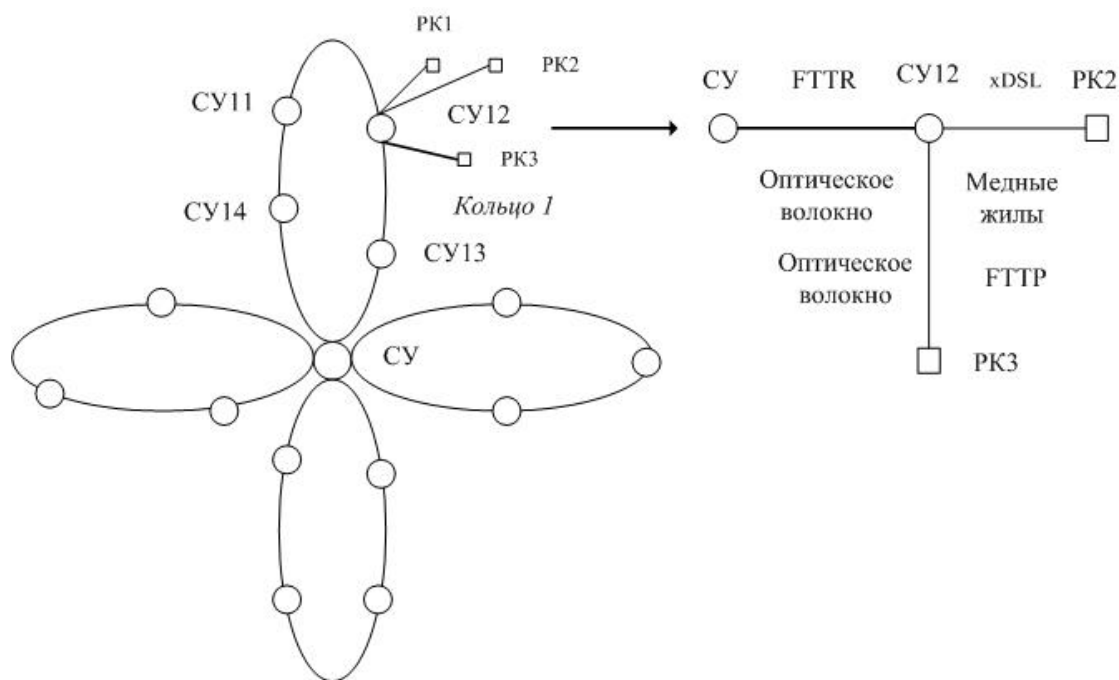 РК1
РК2
СУ11
СУ12
РК3
СУ14
Кольцо 1
СУ13
СУ
СУ
FTTR
СУ12
xDSL
РК2
Оптическое
волокно
Медные
жилы
Оптическое
волокно
FTTP
РК3